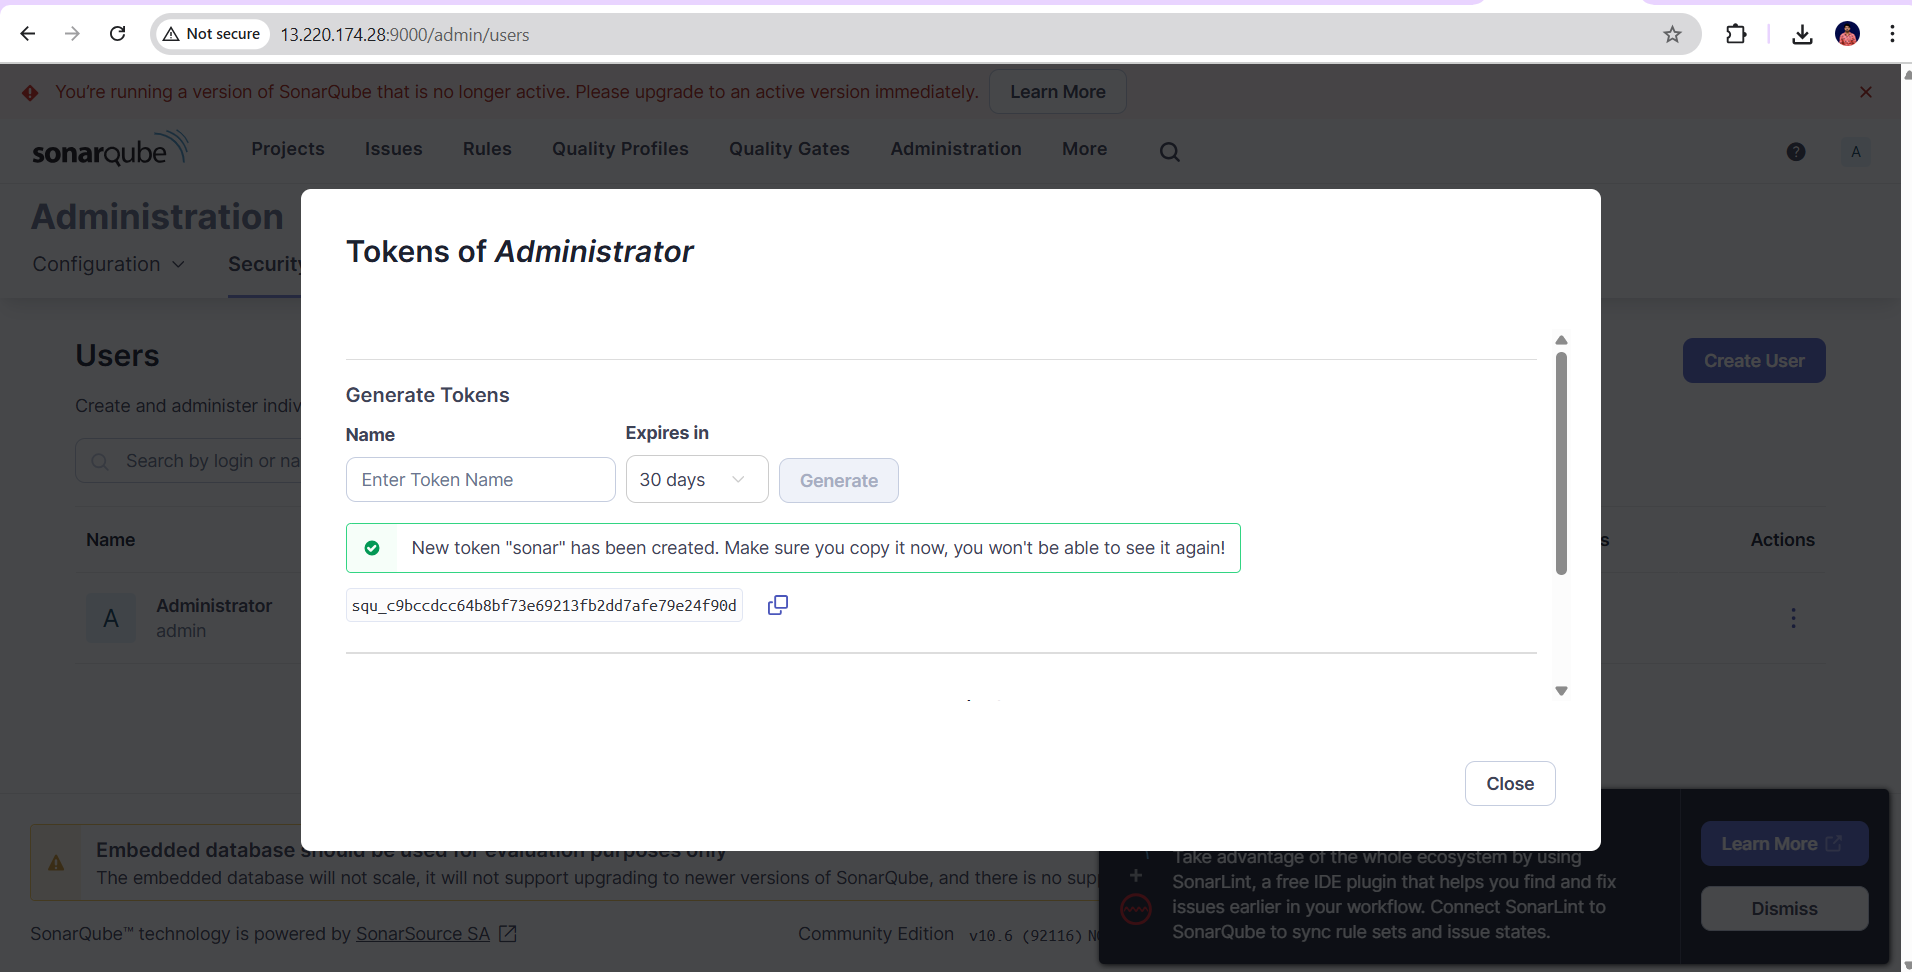 Not secure 13.220.174.28:9000/admin/users
You're running a version of SonarQube that is no longer active. Please upgrade to an active version immediately. Learn More
sonarqube Projects Issues Rules Quality Profiles Quality Gates Administration More ? A
Administration
Configuration Security
Tokens of Administrator
Users
Create User
Create and administer indiv
Search by login or na
Generate Tokens
Name Expires in
Enter Token Name 30 days Generate
New token "sonar" has been created. Make sure you copy it now, you won't be able to see it again!
squ_c9bccdcc64b8bf73e69213fb2dd7afe79e24f90d
Name s Actions
A Administrator
admin
Close
Embedded database should be used for evaluation purposes only
The embedded database will not scale, it will not support upgrading to newer versions of SonarQube, and there is no supp
SonarQube™ technology is powered by SonarSource SA Community Edition v10.6 (92116) NO
Take advantage of the whole ecosystem by using
SonarLint, a free IDE plugin that helps you find and fix
issues earlier in your workflow. Connect SonarLint to
SonarQube to sync rule sets and issue states.
Learn More
Dismiss